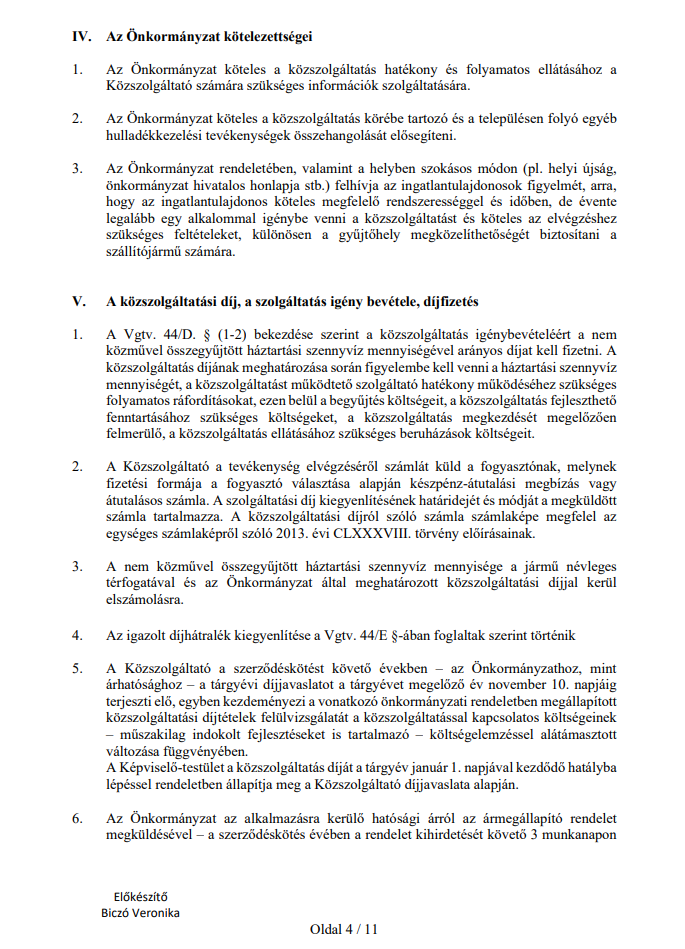 IV. Az Önkormányzat kötelezettségei
1. Az Önkormányzat köteles a közszolgáltatás hatékony és folyamatos ellátásához a
Közszolgáltató számára szükséges információk szolgáltatására.
2. Az Önkormányzat köteles a közszolgáltatás körébe tartozó és a településen folyó egyéb
hulladékkezelési tevékenységek összehangolását elősegíteni.
3. Az Önkormányzat rendeletében, valamint a helyben szokásos módon (pl. helyi újság,
önkormányzat hivatalos honlapja stb.) felhívja az ingatlantulajdonosok figyelmét, arra,
hogy az ingatlantulajdonos köteles megfelelő rendszerességgel és időben, de évente
legalább egy alkalommal igénybe venni a közszolgáltatást és köteles az elvégzéshez
szükséges feltételeket, különösen a gyűjtőhely megközelíthetőségét biztosítani a
szállítójármű számára.
V. A közszolgáltatási díj, a szolgáltatás igény bevétele, díjfizetés
1. A Vgtv. 44/D. § (1-2) bekezdése szerint a közszolgáltatás igénybevételéért a nem
közművel összegyűjtött háztartási szennyvíz mennyiségével arányos díjat kell fizetni. A
közszolgáltatás díjának meghatározása során figyelembe kell venni a háztartási szennyvíz
mennyiségét, a közszolgáltatást működtető szolgáltató hatékony működéséhez szükséges
folyamatos ráfordításokat, ezen belül a begyűjtés költségeit, a közszolgáltatás fejleszthető
fenntartásához szükséges költségeket, a közszolgáltatás megkezdését megelőzően
felmerülő, a közszolgáltatás ellátásához szükséges beruházások költségeit.
2. A Közszolgáltató a tevékenység elvégzéséről számlát küld a fogyasztónak, melynek
fizetési formája a fogyasztó választása alapján készpénz-átutalási megbízás vagy
átutalásos számla. A szolgáltatási díj kiegyenlítésének határidejét és módját a megküldött
számla tartalmazza. A közszolgáltatási díjról szóló számla számlaképe megfelel az
egységes számlaképről szóló 2013. évi CLXXXVIII. törvény előírásainak.
3. A nem közművel összegyűjtött háztartási szennyvíz mennyisége a jármű névleges
térfogatával és az Önkormányzat által meghatározott közszolgáltatási díjjal kerül
elszámolásra.
4. Az igazolt díjhátralék kiegyenlítése a Vgtv. 44/E §-ában foglaltak szerint történik
5. A Közszolgáltató a szerződéskötést követő években – az Önkormányzathoz, mint
árhatósághoz – a tárgyévi díjjavaslatot a tárgyévet megelőző év november 10. napjáig
terjeszti elő, egyben kezdeményezi a vonatkozó önkormányzati rendeletben megállapított
közszolgáltatási díjtételek felülvizsgálatát a közszolgáltatással kapcsolatos költségeinek
– műszakilag indokolt fejlesztéseket is tartalmazó – költségelemzéssel alátámasztott
változása függvényében.
A Képviselő-testület a közszolgáltatás díját a tárgyév január 1. napjával kezdődő hatályba
lépéssel rendeletben állapítja meg a Közszolgáltató díjjavaslata alapján.
6. Az Önkormányzat az alkalmazásra kerülő hatósági árról az ármegállapító rendelet
megküldésével – a szerződéskötés évében a rendelet kihirdetését követő 3 munkanapon
Előkészítő
Biczó Veronika
Oldal 4 / 11